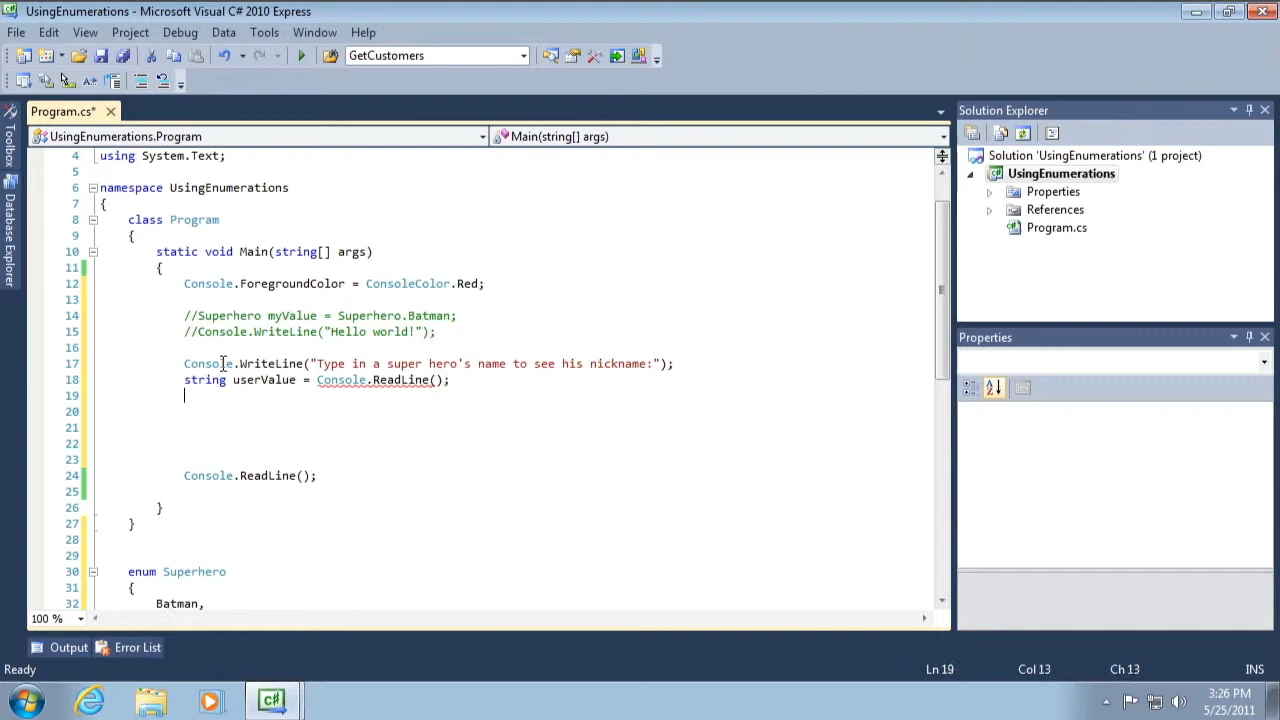 UsingEnumerations - Microsoft Visual C# 2010 Express
File Edit View Project Debug Data Tools Window Help
GetCustomers
Program.cs*
UsingEnumerations.Program
Main(string[] args)
4 using System.Text;
5
6 namespace UsingEnumerations
7 {
8 class Program
9 {
10 static void Main(string[] args)
11 {
12 Console.ForegroundColor = ConsoleColor.Red;
13
14 //Superhero myValue = Superhero.Batman;
15 //Console.WriteLine("Hello world!");
16
17 Console.WriteLine("Type in a super hero's name to see his nickname:");
18 string userValue = Console.ReadLine();
19
20
21
22
23
24 Console.ReadLine();
25
26 }
27 }
28
29
30 enum Superhero
31 {
32 Batman,
100 %
Toolbox
Database Explorer
Solution Explorer
Solution 'UsingEnumerations' (1 project)
UsingEnumerations
Properties
References
Program.cs
Properties
Output Error List
Ready Ln 19 Col 13 Ch 13 INS
3:26 PM
5/25/2011